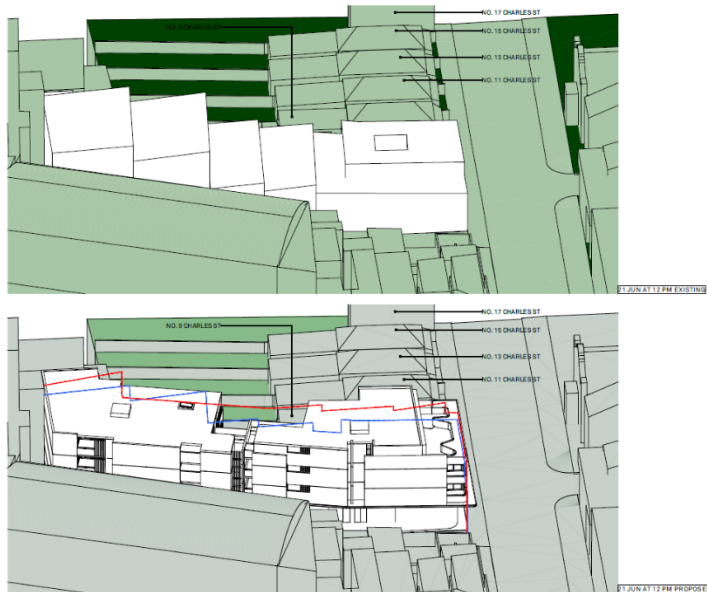 NO. 17 CHARLES ST
NO. 9 CHARLES ST
NO. 15 CHARLES ST
NO. 13 CHARLES ST
NO. 11 CHARLES ST
21 JUN AT 12 PM EXISTING
NO. 17 CHARLES ST
NO. 9 CHARLES ST
NO. 15 CHARLES ST
NO. 13 CHARLES ST
NO. 11 CHARLES ST
21 JUN AT 12 PM PROPOSE